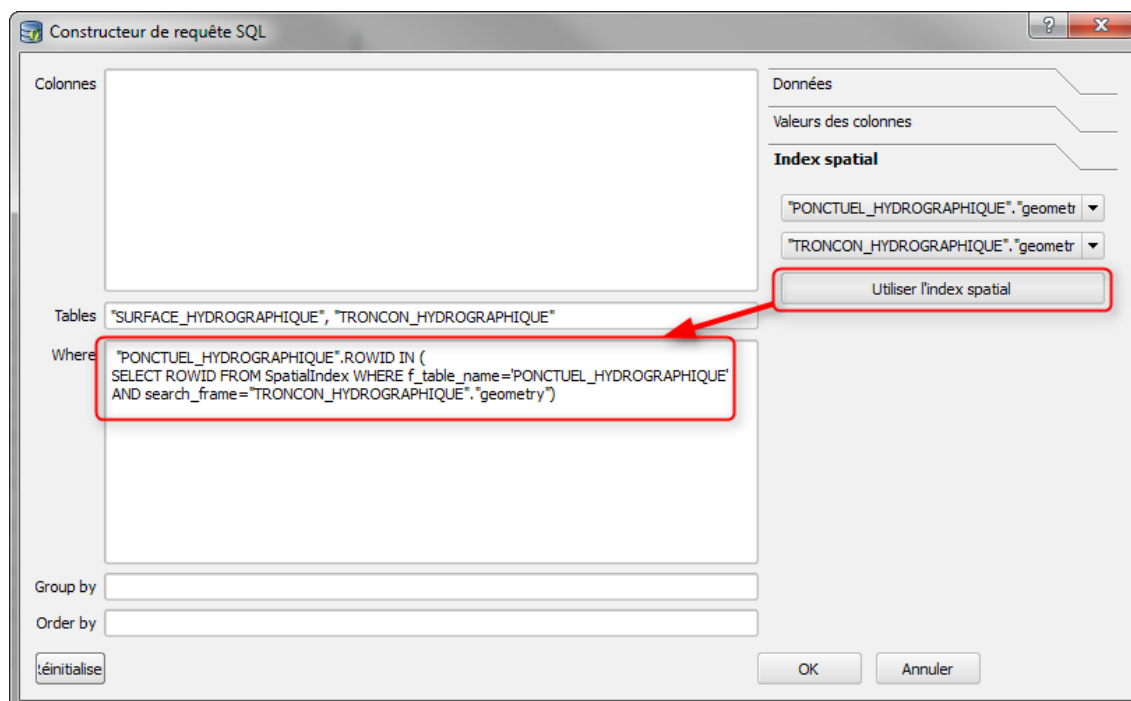 Constructeur de requête SQL
?
Colonnes
Données
Valeurs des colonnes
Index spatial
"PONCTUEL_HYDROGRAPHIQUE"."geometr
"TRONCON_HYDROGRAPHIQUE"."geometr
Utiliser l'index spatial
Tables "SURFACE_HYDROGRAPHIQUE", "TRONCON_HYDROGRAPHIQUE"
Where "PONCTUEL_HYDROGRAPHIQUE".ROWID IN (
SELECT ROWID FROM SpatialIndex WHERE f_table_name='PONCTUEL_HYDROGRAPHIQUE'
AND search_frame="TRONCON_HYDROGRAPHIQUE"."geometry")
Group by
Order by
éinitialise
OK Annuler